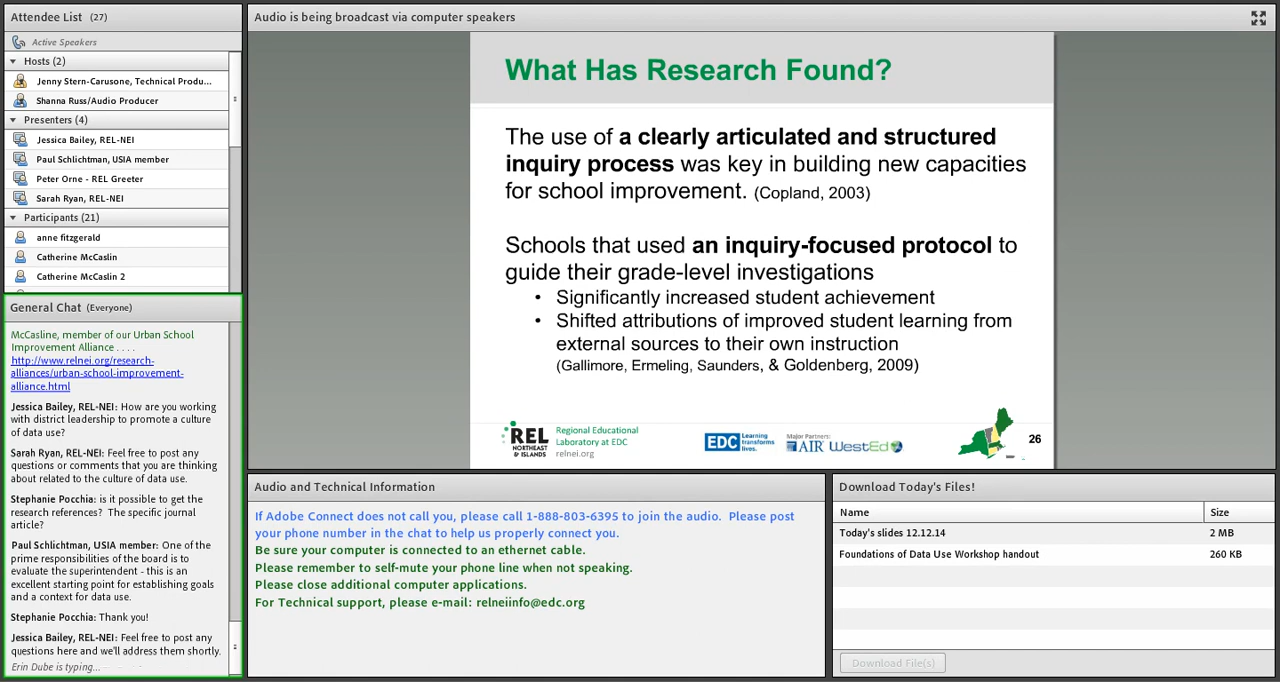 Attendee List (27)
Active Speakers
Hosts (2)
Jenny Stern-Carusone, Technical Produ...
Shanna Russ/Audio Producer
Presenters (4)
Jessica Bailey, REL-NEI
Paul Schlichtman, USIA member
Peter Orne - REL Greeter
Sarah Ryan, REL-NEI
Participants (21)
anne fitzgerald
Catherine McCaslin
Catherine McCaslin 2
General Chat (Everyone)
McCasline, member of our Urban School
Improvement Alliance . . . .
http://www.relnei.org/research-
alliances/urban-school-improvement-
alliance.html
Jessica Bailey, REL-NEI: How are you working
with district leadership to promote a culture
of data use?
Sarah Ryan, REL-NEI: Feel free to post any
questions or comments that you are thinking
about related to the culture of data use.
Stephanie Pocchia: is it possible to get the
research references? The specific journal
article?
Paul Schlichtman, USIA member: One of the
prime responsibilities of the board is to
evaluate the superintendent - this is an
excellent starting point for establishing goals
and a context for data use.
Stephanie Pocchia: Thank you!
Jessica Bailey, REL-NEI: Feel free to post any
questions here and we'll address them shortly.
Erin Dube is typing...
Audio is being broadcast via computer speakers
What Has Research Found?
The use of a clearly articulated and structured
inquiry process was key in building new capacities
for school improvement. (Copland, 2003)
Schools that used an inquiry-focused protocol to
guide their grade-level investigations
• Significantly increased student achievement
• Shifted attributions of improved student learning from
external sources to their own instruction
(Gallimore, Ermeling, Saunders, & Goldenberg, 2009)
REL
NORTHEAST
& ISLANDS
Regional Educational
Laboratory at EDC
relnei.org
EDC
Learning
transforms
lives.
Major Partners:
AIR WestEd
26
Audio and Technical Information
If Adobe Connect does not call you, please call 1-888-803-6395 to join the audio. Please post
your phone number in the chat to help us properly connect you.
Be sure your computer is connected to an ethernet cable.
Please remember to self-mute your phone line when not speaking.
Please close additional computer applications.
For Technical support, please e-mail: relneiinfo@edc.org
Download Today's Files!
Name Size
Today's slides 12.12.14 2 MB
Foundations of Data Use Workshop handout 260 KB
Download File(s)